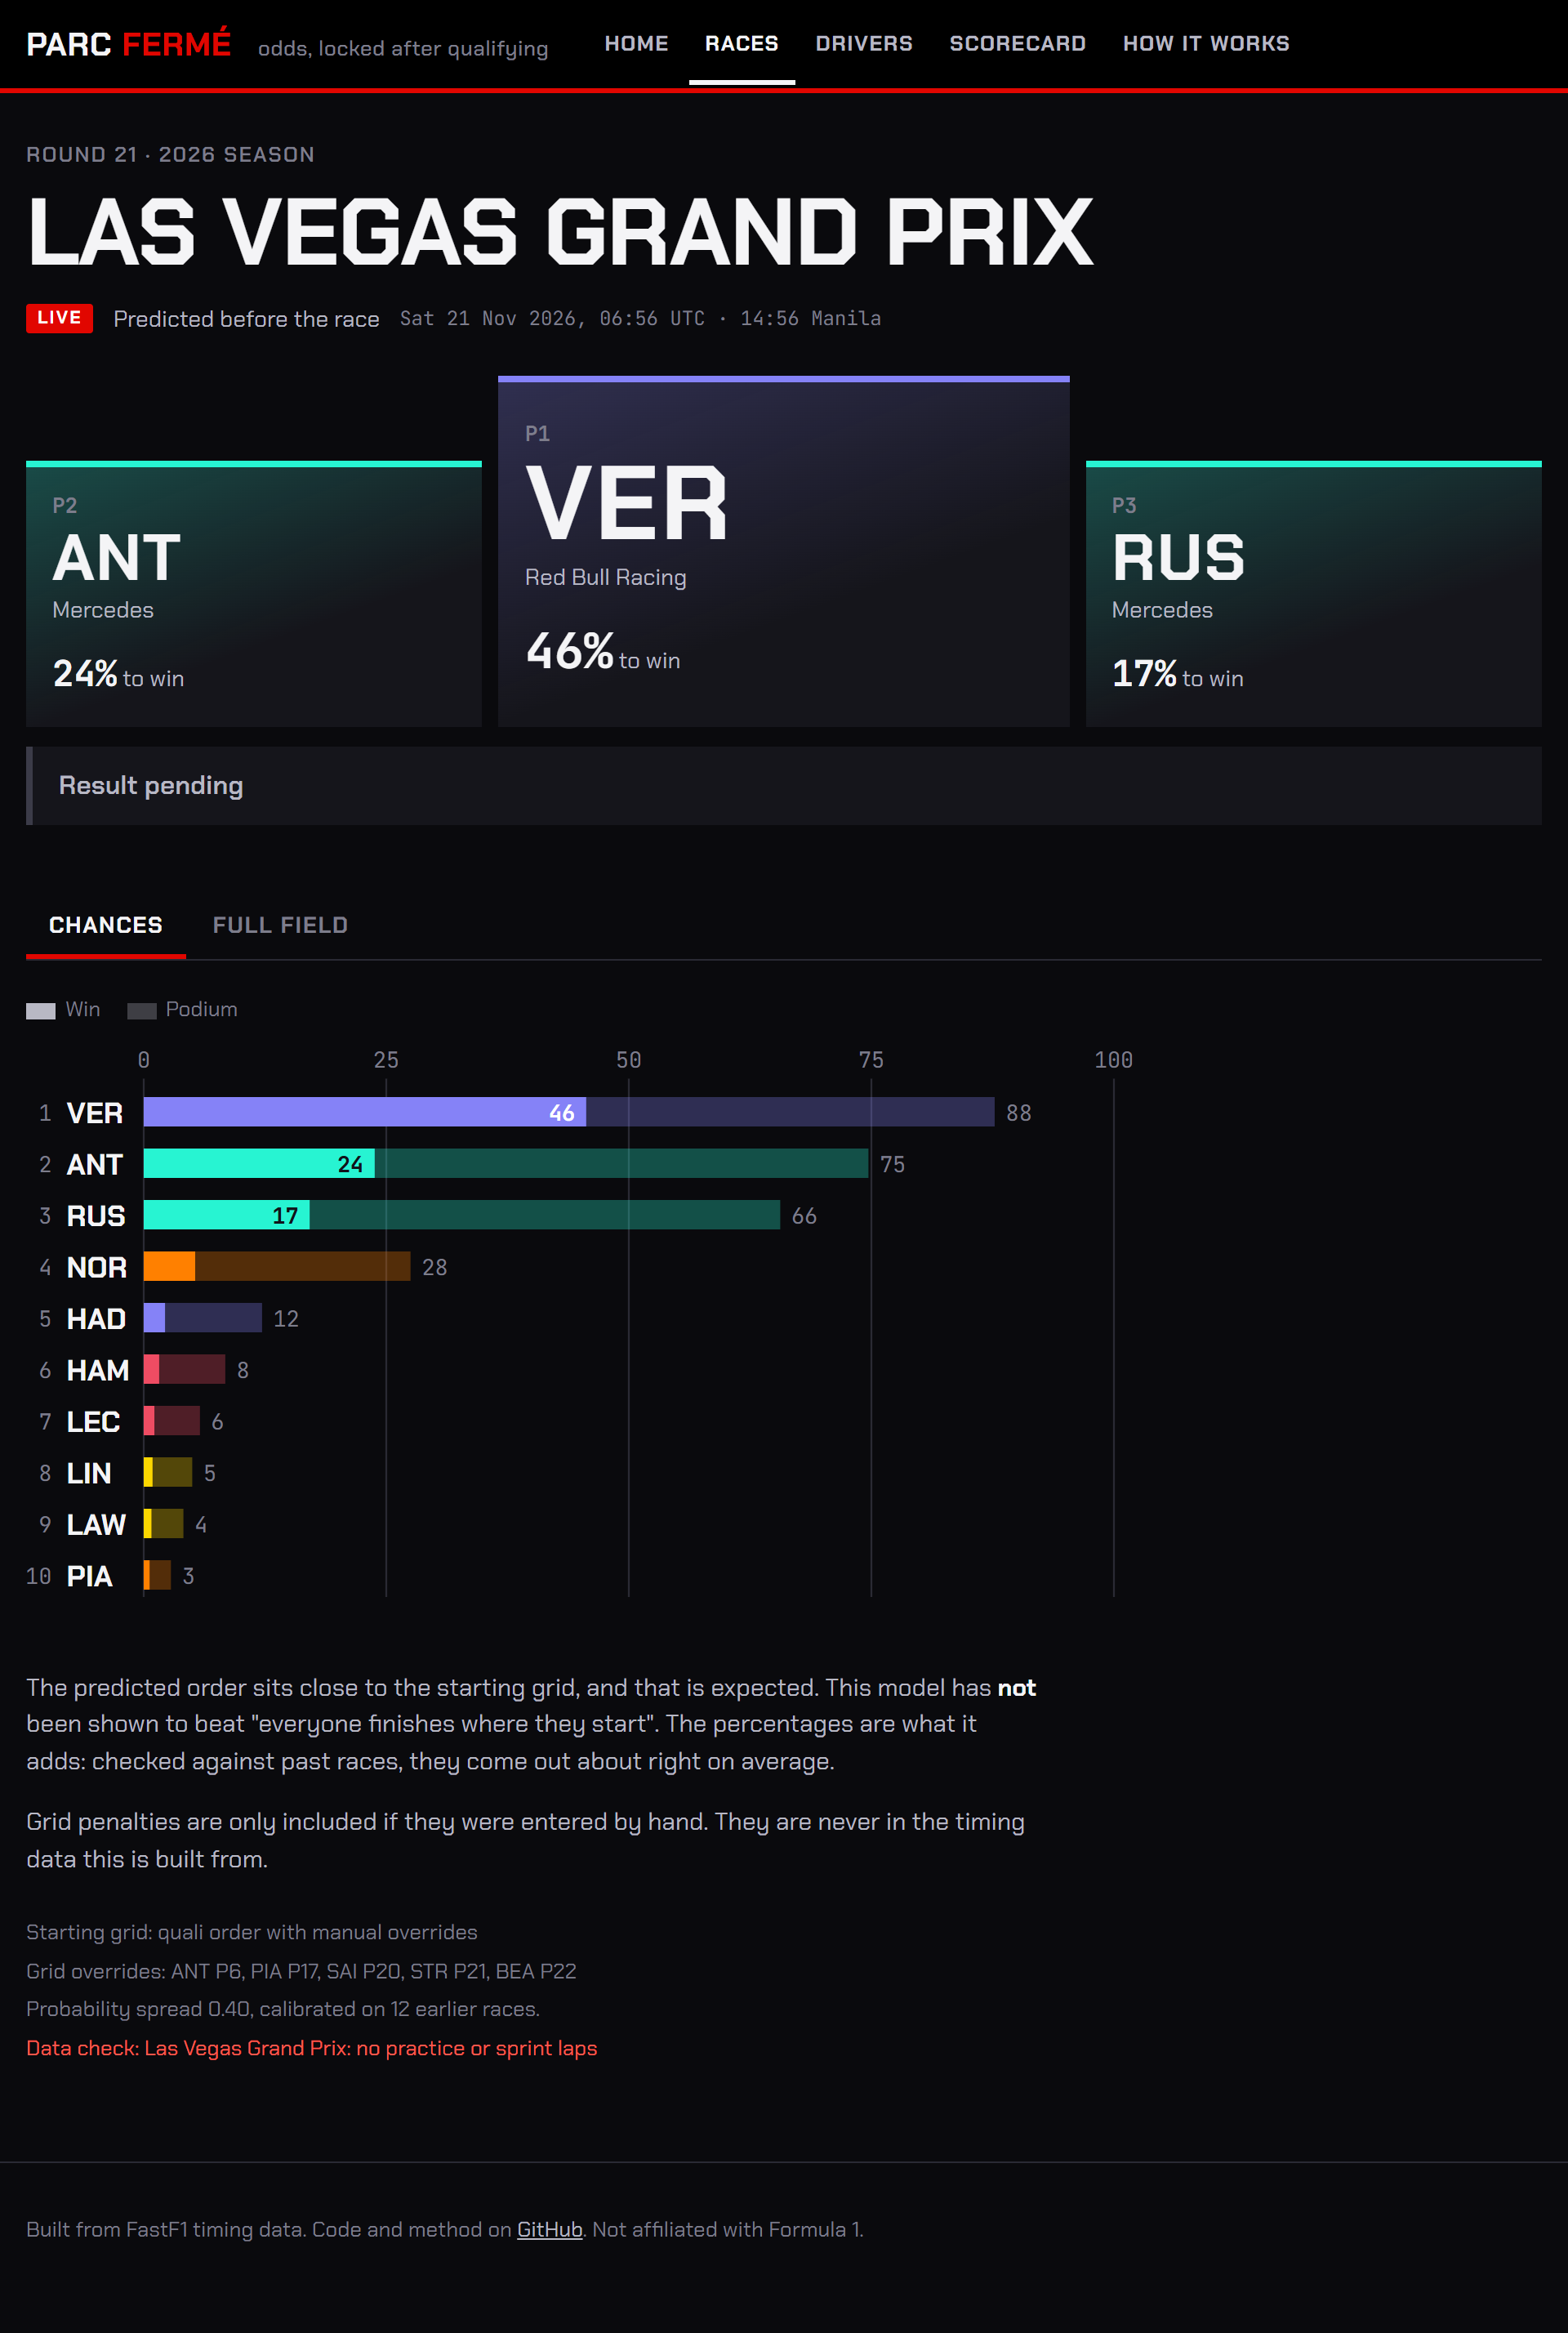 PARC FERMÉ odds, locked after qualifying HOME RACES DRIVERS SCORECARD HOW IT WORKS
ROUND 21 · 2026 SEASON
LAS VEGAS GRAND PRIX
LIVE Predicted before the race Sat 21 Nov 2026, 06:56 UTC · 14:56 Manila
P2
ANT
Mercedes
24% to win
P1
VER
Red Bull Racing
46% to win
P3
RUS
Mercedes
17% to win
Result pending
CHANCES FULL FIELD
Win Podium
0 25 50 75 100
1 VER 46 88
2 ANT 24 75
3 RUS 17 66
4 NOR 28
5 HAD 12
6 HAM 8
7 LEC 6
8 LIN 5
9 LAW 4
10 PIA 3
The predicted order sits close to the starting grid, and that is expected. This model has not
been shown to beat "everyone finishes where they start". The percentages are what it
adds: checked against past races, they come out about right on average.
Grid penalties are only included if they were entered by hand. They are never in the timing
data this is built from.
Starting grid: quali order with manual overrides
Grid overrides: ANT P6, PIA P17, SAI P20, STR P21, BEA P22
Probability spread 0.40, calibrated on 12 earlier races.
Data check: Las Vegas Grand Prix: no practice or sprint laps
Built from FastF1 timing data. Code and method on GitHub. Not affiliated with Formula 1.